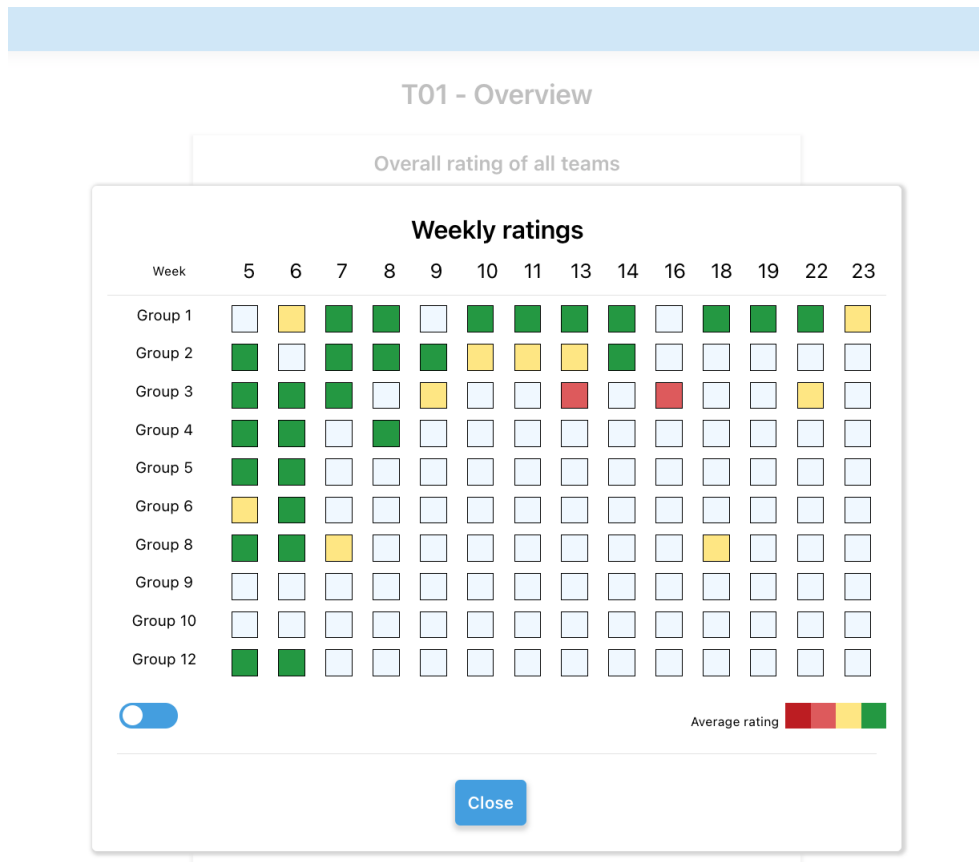 T01 - Overview
Overall rating of all teams
Weekly ratings
Week 5 6 7 8 9 10 11 13 14 16 18 19 22 23
Group 1
Group 2
Group 3
Group 4
Group 5
Group 6
Group 8
Group 9
Group 10
Group 12
Average rating
Close